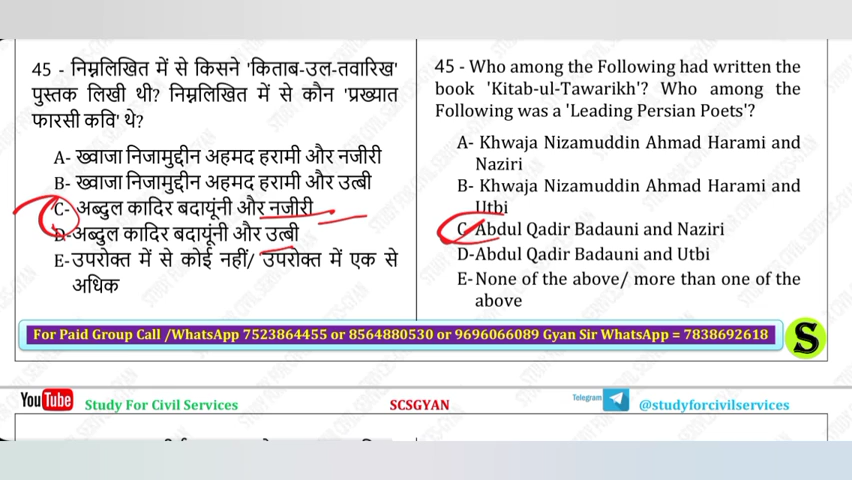 45 - निम्नलिखित में से किसने 'किताब-उल-तवारिख'
पुस्तक लिखी थी? निम्नलिखित में से कौन 'प्रख्यात
फारसी कवि' थे?
A- ख्वाजा निजामुद्दीन अहमद हरामी और नजीरी
B- ख्वाजा निजामुद्दीन अहमद हरामी और उत्बी
C- अब्दुल कादिर बदायूंनी और नजीरी
D-अब्दुल कादिर बदायूंनी और उत्बी
E-उपरोक्त में से कोई नहीं/ उपरोक्त में एक से
अधिक
45 - Who among the Following had written the
book 'Kitab-ul-Tawarikh'? Who among the
Following was a 'Leading Persian Poets'?
A- Khwaja Nizamuddin Ahmad Harami and
Naziri
B- Khwaja Nizamuddin Ahmad Harami and
Utbi
C-Abdul Qadir Badauni and Naziri
D-Abdul Qadir Badauni and Utbi
E-None of the above/ more than one of the
above
For Paid Group Call /WhatsApp 7523864455 or 8564880530 or 9696066089 Gyan Sir WhatsApp = 7838692618
S
YouTube Study For Civil Services SCSGYAN Telegram @studyforcivilservices